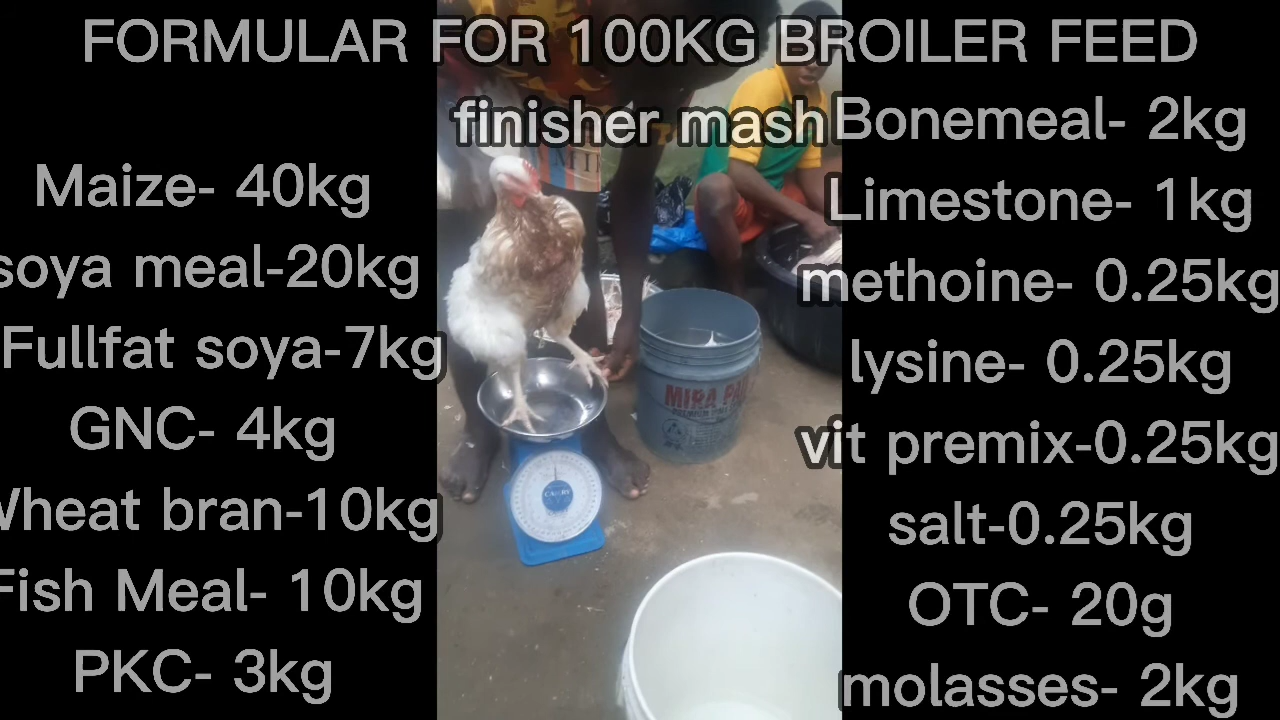 FORMULAR FOR 100KG BROILER FEED
finisher mash
Maize- 40kg
soya meal-20kg
Fullfat soya-7kg
GNC- 4kg
Wheat bran-10kg
Fish Meal- 10kg
PKC- 3kg
Bonemeal- 2kg
Limestone- 1kg
methoine- 0.25kg
lysine- 0.25kg
vit premix-0.25kg
salt-0.25kg
OTC- 20g
molasses- 2kg
CAMRY
MIRA